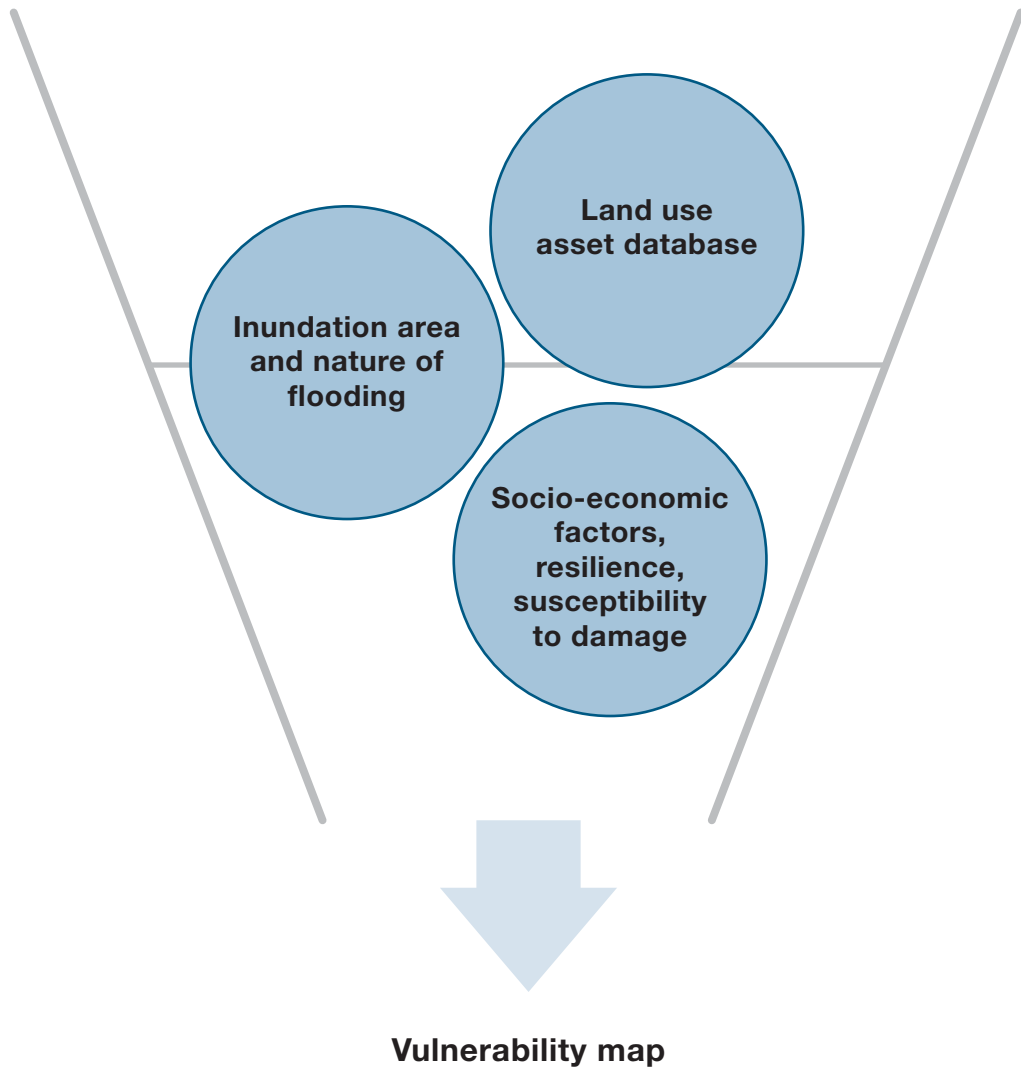 Land use
asset database
Inundation area
and nature of
flooding
Socio-economic
factors,
resilience,
susceptibility
to damage
Vulnerability map